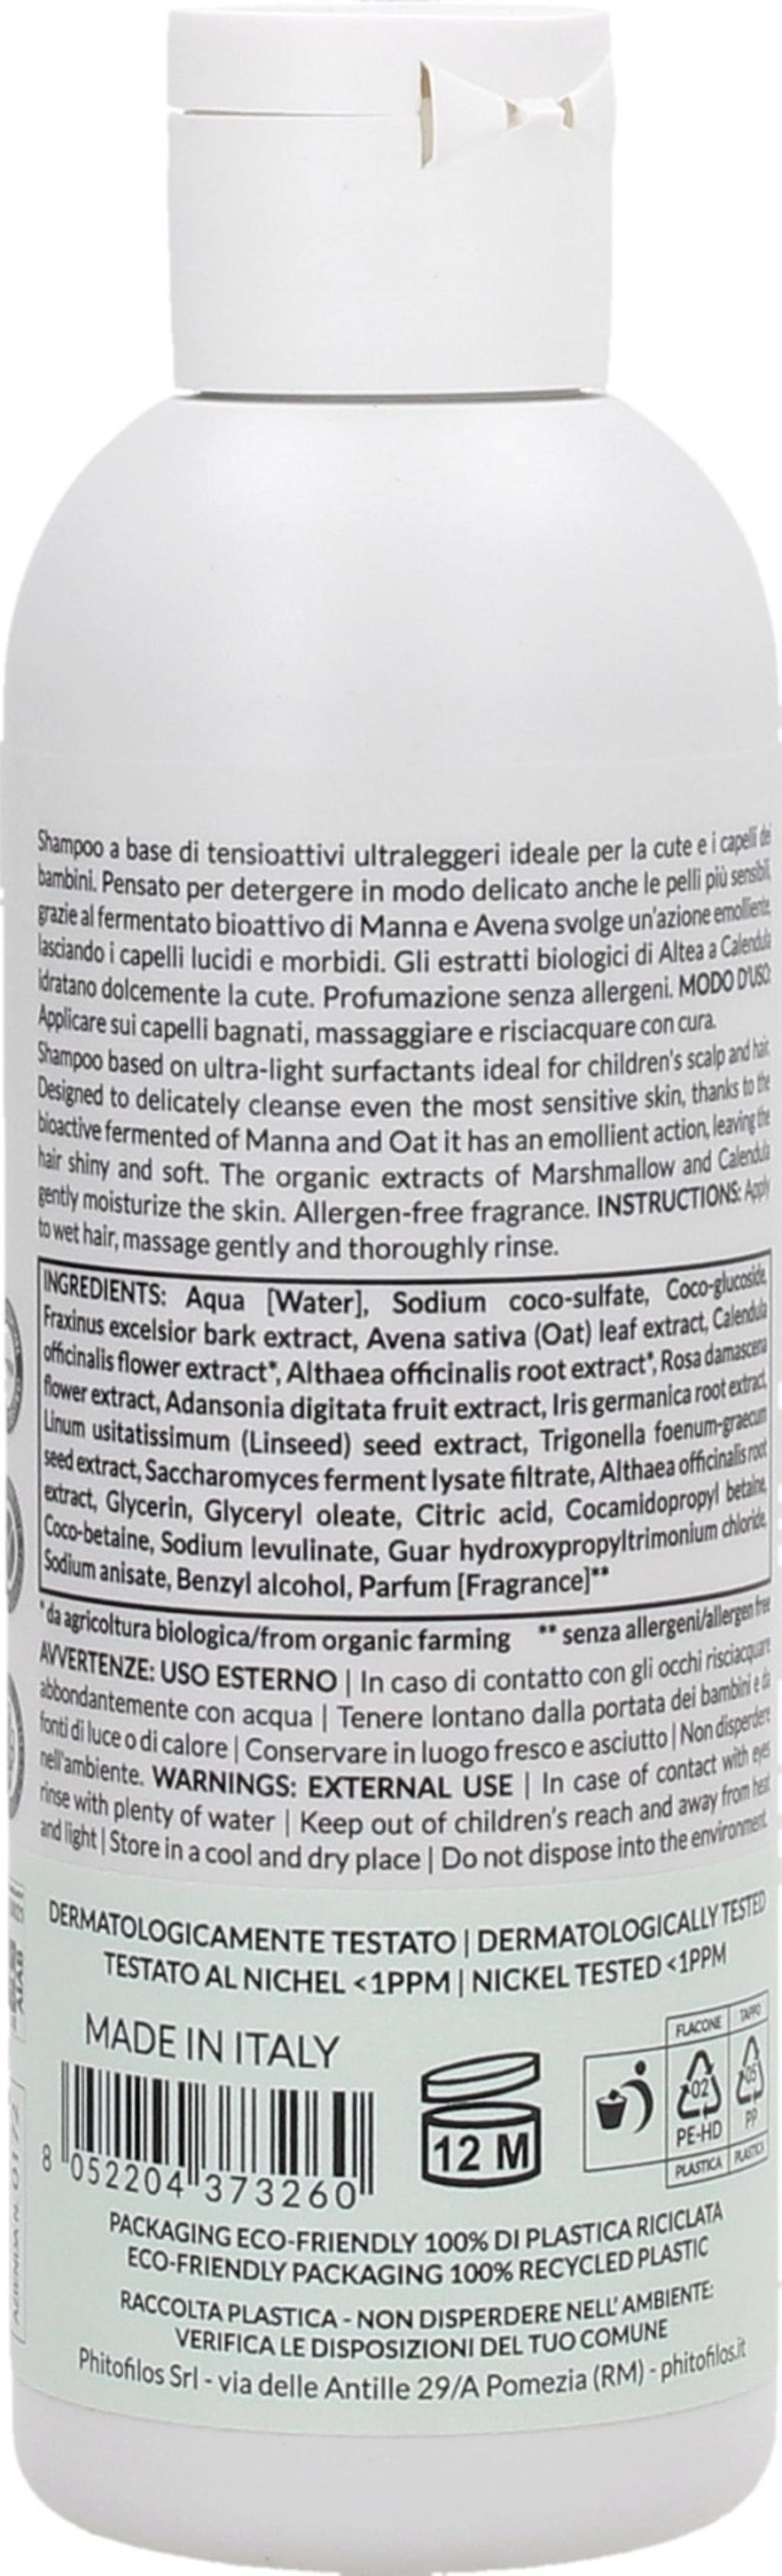 Shampoo a base di tensioattivi ultraleggeri ideale per la cute e i capelli dei
bambini. Pensato per detergere in modo delicato anche le pelli più sensibili,
grazie al fermentato bioattivo di Manna e Avena svolge un'azione emolliente,
lasciando i capelli lucidi e morbidi. Gli estratti biologici di Altea a Calendula
idratano dolcemente la cute. Profumazione senza allergeni. MODO D'USO:
Applicare sui capelli bagnati, massaggiare e risciacquare con cura.
Shampoo based on ultra-light surfactants ideal for children's scalp and hair.
Designed to delicately cleanse even the most sensitive skin, thanks to the
bioactive fermented of Manna and Oat it has an emollient action, leaving the
hair shiny and soft. The organic extracts of Marshmallow and Calendula
gently moisturize the skin. Allergen-free fragrance. INSTRUCTIONS: Apply
to wet hair, massage gently and thoroughly rinse.
INGREDIENTS: Aqua [Water], Sodium coco-sulfate, Coco-glucoside,
Fraxinus excelsior bark extract, Avena sativa (Oat) leaf extract, Calendula
officinalis flower extract*, Althaea officinalis root extract*, Rosa damascena
flower extract, Adansonia digitata fruit extract, Iris germanica root extract,
Linum usitatissimum (Linseed) seed extract, Trigonella foenum-graecum
seed extract, Saccharomyces ferment lysate filtrate, Althaea officinalis root
extract, Glycerin, Glyceryl oleate, Citric acid, Cocamidopropyl betaine,
Coco-betaine, Sodium levulinate, Guar hydroxypropyltrimonium chloride,
Sodium anisate, Benzyl alcohol, Parfum [Fragrance]**
*da agricoltura biologica/from organic farming ** senza allergeni/allergen free
AVVERTENZE: USO ESTERNO | In caso di contatto con gli occhi risciacquare
abbondantemente con acqua | Tenere lontano dalla portata dei bambini e da
fonti di luce o di calore | Conservare in luogo fresco e asciutto | Non disperdere
nell'ambiente. WARNINGS: EXTERNAL USE | In case of contact with eyes
rinse with plenty of water | Keep out of children's reach and away from heat
and light | Store in a cool and dry place | Do not dispose into the environment.
DERMATOLOGICAMENTE TESTATO | DERMATOLOGICALLY TESTED
TESTATO AL NICHEL <1PPM | NICKEL TESTED <1PPM
MADE IN ITALY
8 052204 373260
12 M
FLACONE TAPPO
02 05
PE-HD PP
PLASTICA PLASTICA
PACKAGING ECO-FRIENDLY 100% DI PLASTICA RICICLATA
ECO-FRIENDLY PACKAGING 100% RECYCLED PLASTIC
RACCOLTA PLASTICA - NON DISPERDERE NELL' AMBIENTE:
VERIFICA LE DISPOSIZIONI DEL TUO COMUNE
Phitofilos Srl - via delle Antille 29/A Pomezia (RM) - phitofilos.it